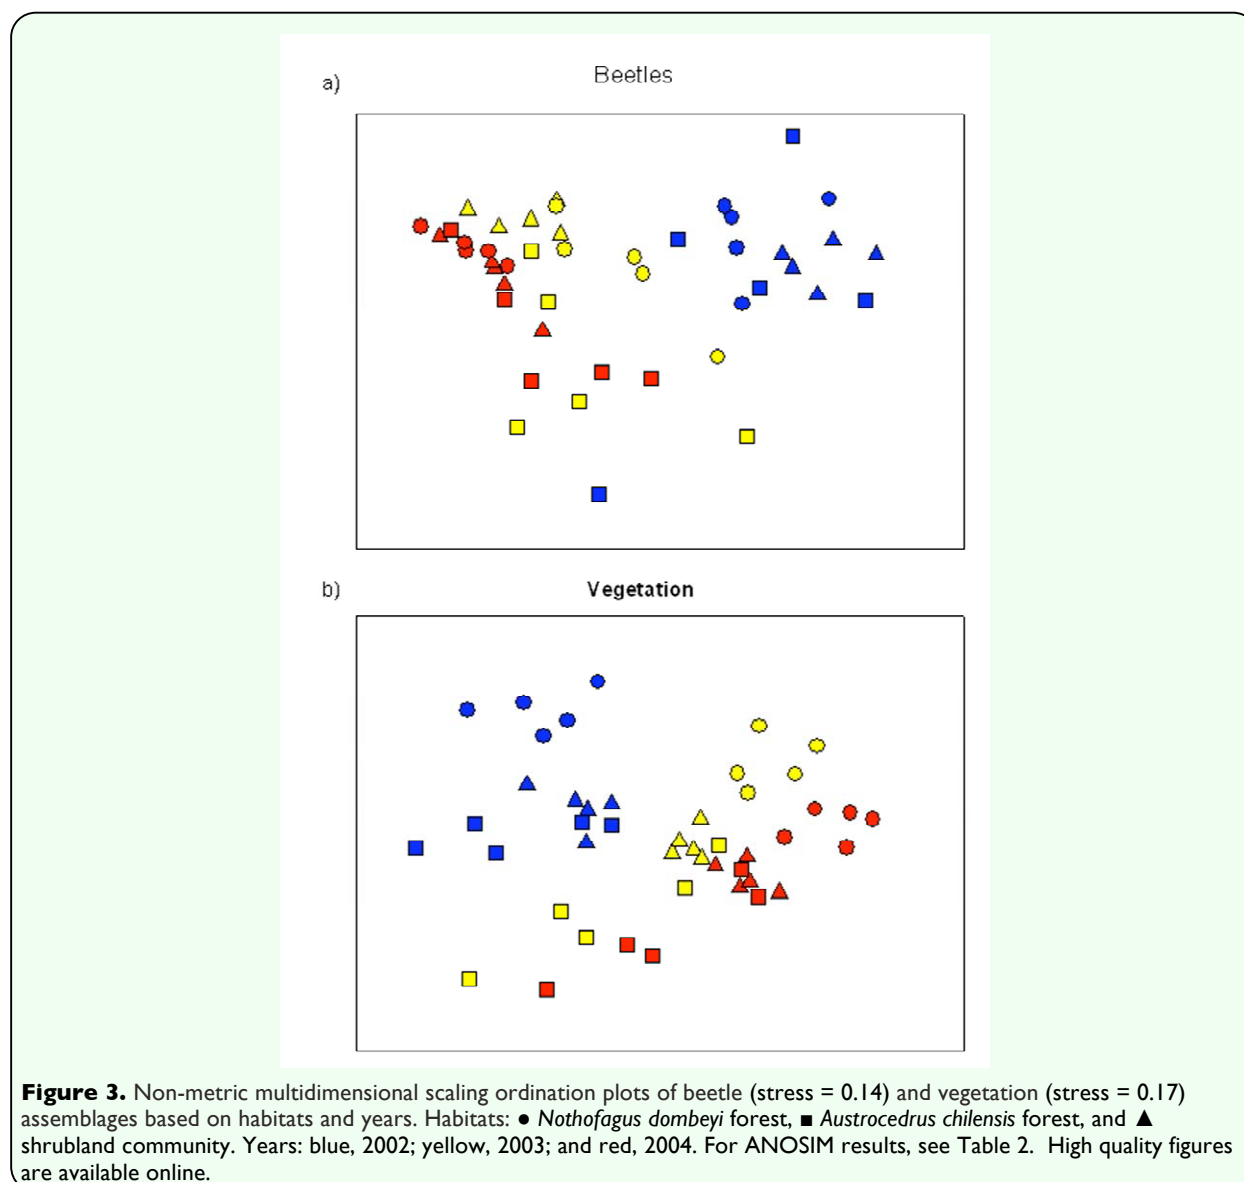 a)
Beetles
b)
Vegetation
Figure 3. Non-metric multidimensional scaling ordination plots of beetle (stress = 0.14) and vegetation (stress = 0.17)
assemblages based on habitats and years. Habitats: ● Nothofagus dombeyi forest, ■ Austrocedrus chilensis forest, and ▲
shrubland community. Years: blue, 2002; yellow, 2003; and red, 2004. For ANOSIM results, see Table 2. High quality figures
are available online.